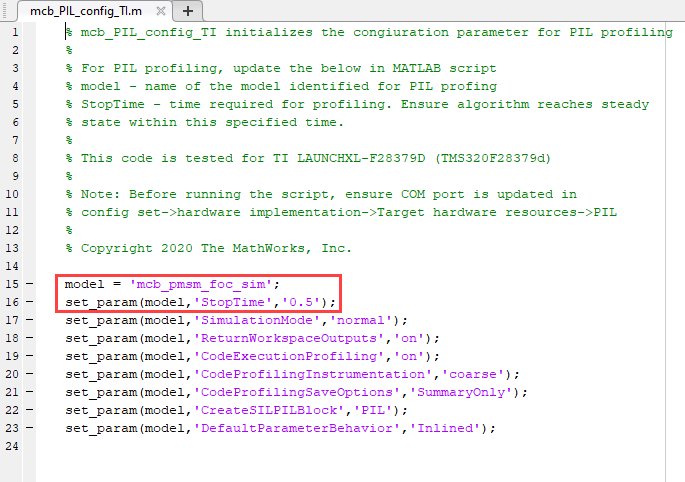 mcb_PIL_config_TI.m
1 % mcb_PIL_config_TI initializes the congiuration parameter for PIL profiling
2 %
3 % For PIL profiling, update the below in MATLAB script
4 % model - name of the model identified for PIL profing
5 % StopTime - time required for profiling. Ensure algorithm reaches steady
6 % state within this specified time.
7 %
8 % This code is tested for TI LAUNCHXL-F28379D (TMS320F28379d)
9 %
10 % Note: Before running the script, ensure COM port is updated in
11 % config set->hardware implementation->Target hardware resources->PIL
12 %
13 % Copyright 2020 The MathWorks, Inc.
14
15 - model = 'mcb_pmsm_foc_sim';
16 - set_param(model,'StopTime','0.5');
17 - set_param(model,'SimulationMode','normal');
18 - set_param(model,'ReturnWorkspaceOutputs','on');
19 - set_param(model,'CodeExecutionProfiling','on');
20 - set_param(model,'CodeProfilingInstrumentation','coarse');
21 - set_param(model,'CodeProfilingSaveOptions','SummaryOnly');
22 - set_param(model,'CreateSILPILBlock','PIL');
23 - set_param(model,'DefaultParameterBehavior','Inlined');
24